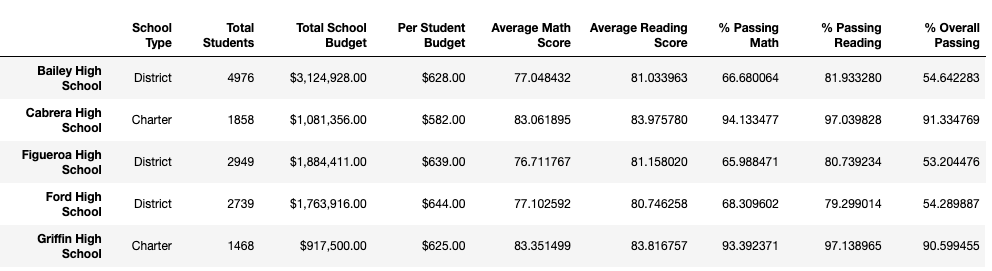 School Type Total Students Total School Budget Per Student Budget Average Math Score Average Reading Score % Passing Math % Passing Reading % Overall Passing
Bailey High School District 4976 $3,124,928.00 $628.00 77.048432 81.033963 66.680064 81.933280 54.642283
Cabrera High School Charter 1858 $1,081,356.00 $582.00 83.061895 83.975780 94.133477 97.039828 91.334769
Figueroa High School District 2949 $1,884,411.00 $639.00 76.711767 81.158020 65.988471 80.739234 53.204476
Ford High School District 2739 $1,763,916.00 $644.00 77.102592 80.746258 68.309602 79.299014 54.289887
Griffin High School Charter 1468 $917,500.00 $625.00 83.351499 83.816757 93.392371 97.138965 90.599455